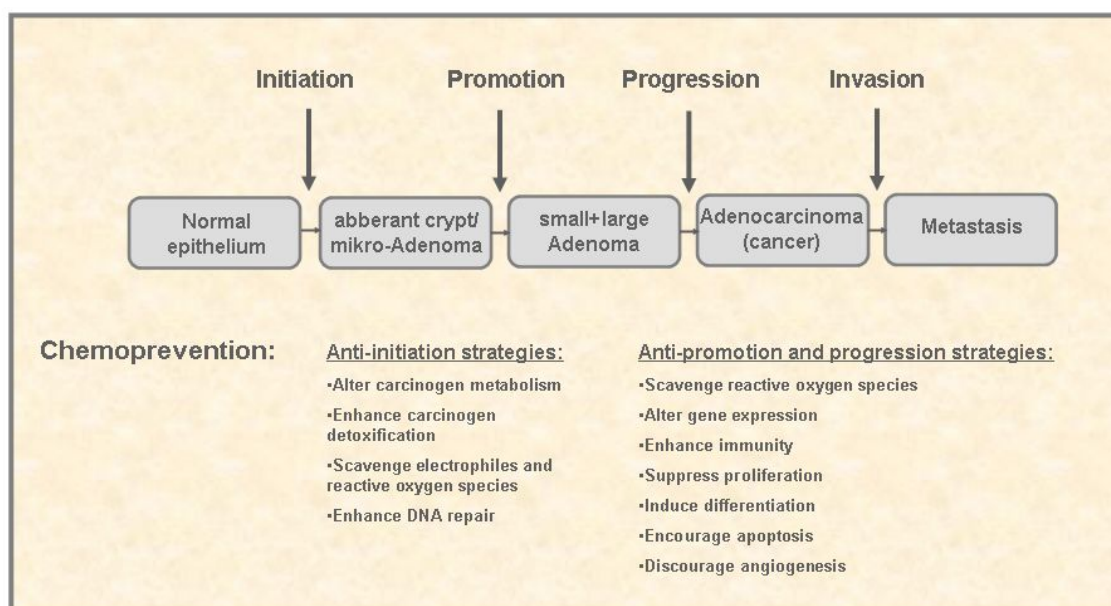 Initiation Promotion Progression Invasion
Normal
epithelium
abberant crypt/
mikro-Adenoma
small+large
Adenoma
Adenocarcinoma
(cancer)
Metastasis
Chemoprevention:
Anti-initiation strategies:
•Alter carcinogen metabolism
•Enhance carcinogen
detoxification
•Scavenge electrophiles and
reactive oxygen species
•Enhance DNA repair
Anti-promotion and progression strategies:
•Scavenge reactive oxygen species
•Alter gene expression
•Enhance immunity
•Suppress proliferation
•Induce differentiation
•Encourage apoptosis
•Discourage angiogenesis